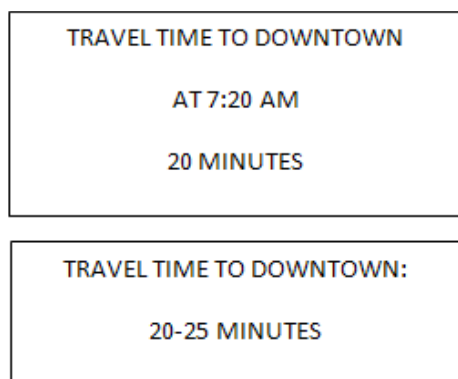 TRAVEL TIME TO DOWNTOWN
AT 7:20 AM
20 MINUTES
TRAVEL TIME TO DOWNTOWN:
20-25 MINUTES